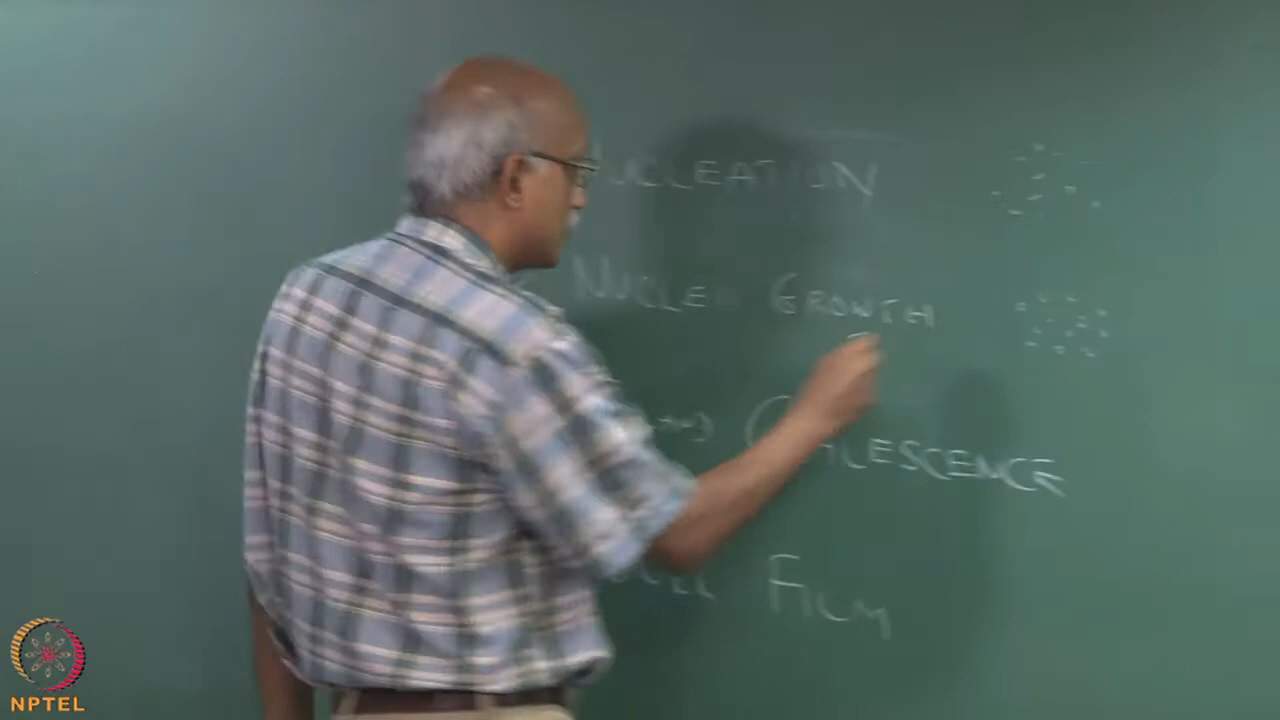 NUCLEATION
NUCLEI GROWTH
COALESCENCE
FILM
NPTEL